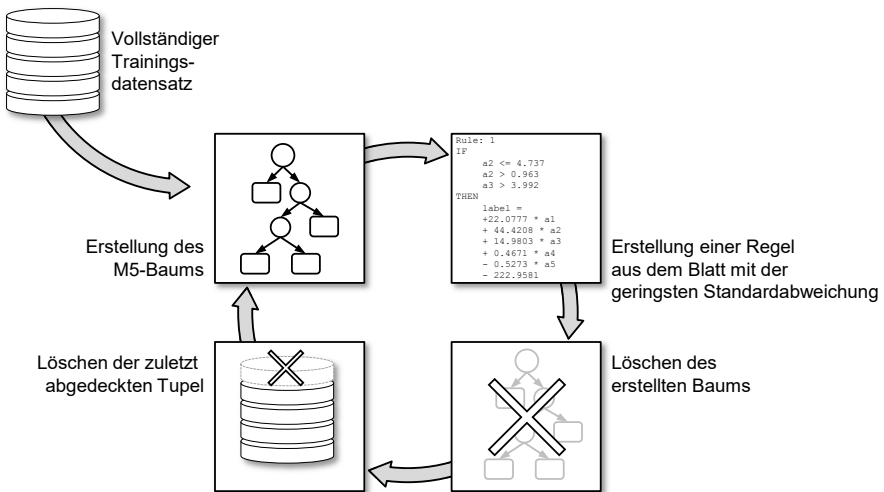 Vollständiger
Trainings-
datensatz
Erstellung des
M5-Baums
Rule: 1
IF
a2 <= 4.737
a2 > 0.963
a3 > 3.992
THEN
label =
+22.0777 * a1
+ 44.4208 * a2
+ 14.9803 * a3
+ 0.4671 * a4
- 0.5273 * a5
- 222.9581
Erstellung einer Regel
aus dem Blatt mit der
geringsten Standardabweichung
Löschen der zuletzt
abgedeckten Tupel
Löschen des
erstellten Baums